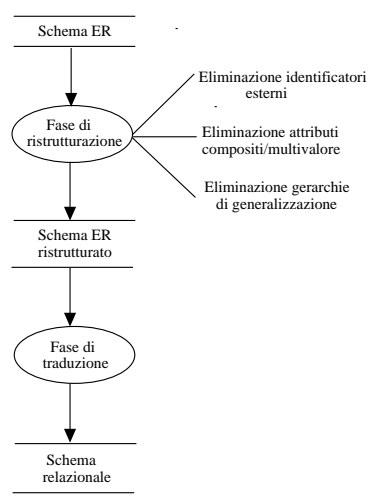 Schema ER
Eliminazione identificatori
esterni
Fase di
ristrutturazione
Eliminazione attributi
compositi/multivalore
Eliminazione gerarchie
di generalizzazione
Schema ER
ristrutturato
Fase di
traduzione
Schema
relazionale